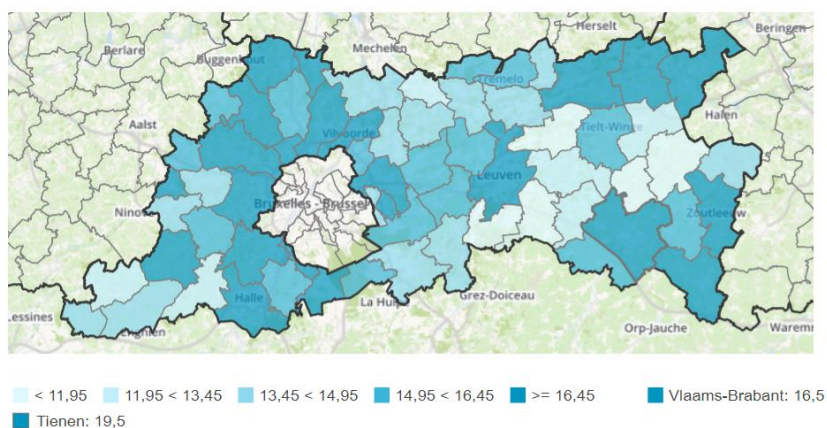 Herselt
Beringen
Berlare
Mechelen
Buggenhout
Tremelo
Aalst
Halen
Vilvoorde
Tielt-Winge
Leuven
Ninove
Bruxelles - Brussel
Zoutleeuw
Halle
La Hulpe
Grez-Doiceau
Lessines
Enghien
Orp-Jauche
Waremm
< 11,95 11,95 < 13,45 13,45 < 14,95 14,95 < 16,45 >= 16,45 Vlaams-Brabant: 16,5
Tienen: 19,5